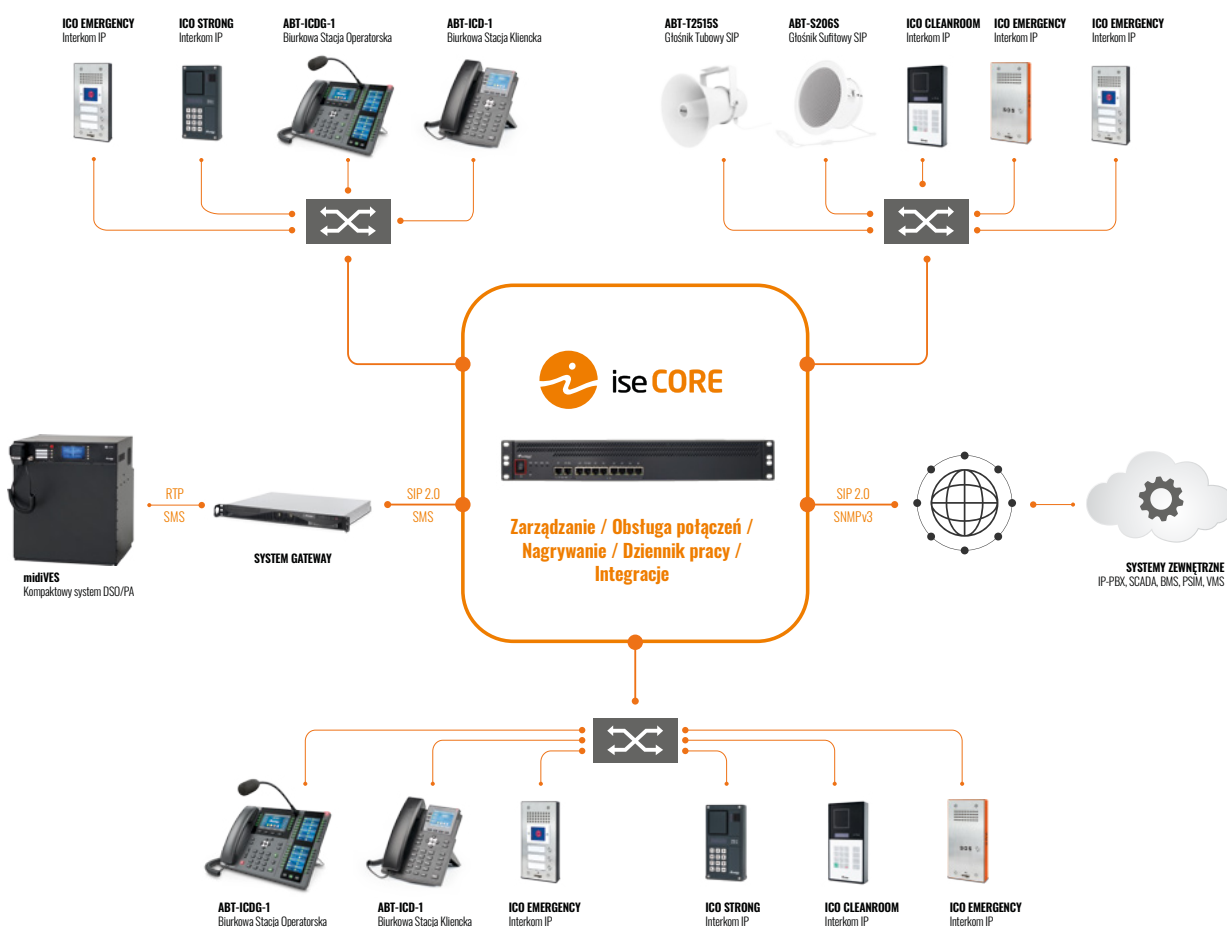 ICO EMERGENCY
Interkom IP
ICO STRONG
Interkom IP
ABT-ICDG-1
Biurkowa Stacja Operatorska
ABT-ICD-1
Biurkowa Stacja Kliencka
ABT-T2515S
Głośnik Tubowy SIP
ABT-S206S
Głośnik Sufitowy SIP
ICO CLEANROOM
Interkom IP
ICO EMERGENCY
Interkom IP
ICO EMERGENCY
Interkom IP
SOS
ise CORE
RTP
SMS
SIP 2.0
SMS
SIP 2.0
SNMPv3
Zarządzanie / Obsługa połączeń /
Nagrywanie / Dziennik pracy /
Integracje
SYSTEM GATEWAY
midiVES
Kompaktowy system DSO/PA
SYSTEMY ZEWNĘTRZNE
IP-PBX, SCADA, BMS, PSIM, VMS
SOS
ABT-ICDG-1
Biurkowa Stacja Operatorska
ABT-ICD-1
Biurkowa Stacja Kliencka
ICO EMERGENCY
Interkom IP
ICO STRONG
Interkom IP
ICO CLEANROOM
Interkom IP
ICO EMERGENCY
Interkom IP